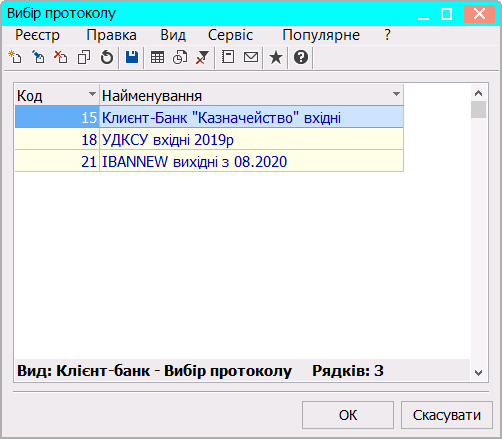 Вибір протоколу
Реєстр Правка Вид Сервіс Популярне ?
Код Найменування
15 Клиєнт-Банк "Казначейство" вхідні
18 УДКСУ вхідні 2019р
21 IBANNEW вихідні з 08.2020
Вид: Клієнт-банк - Вибір протоколу Рядків: 3
ОК Скасувати